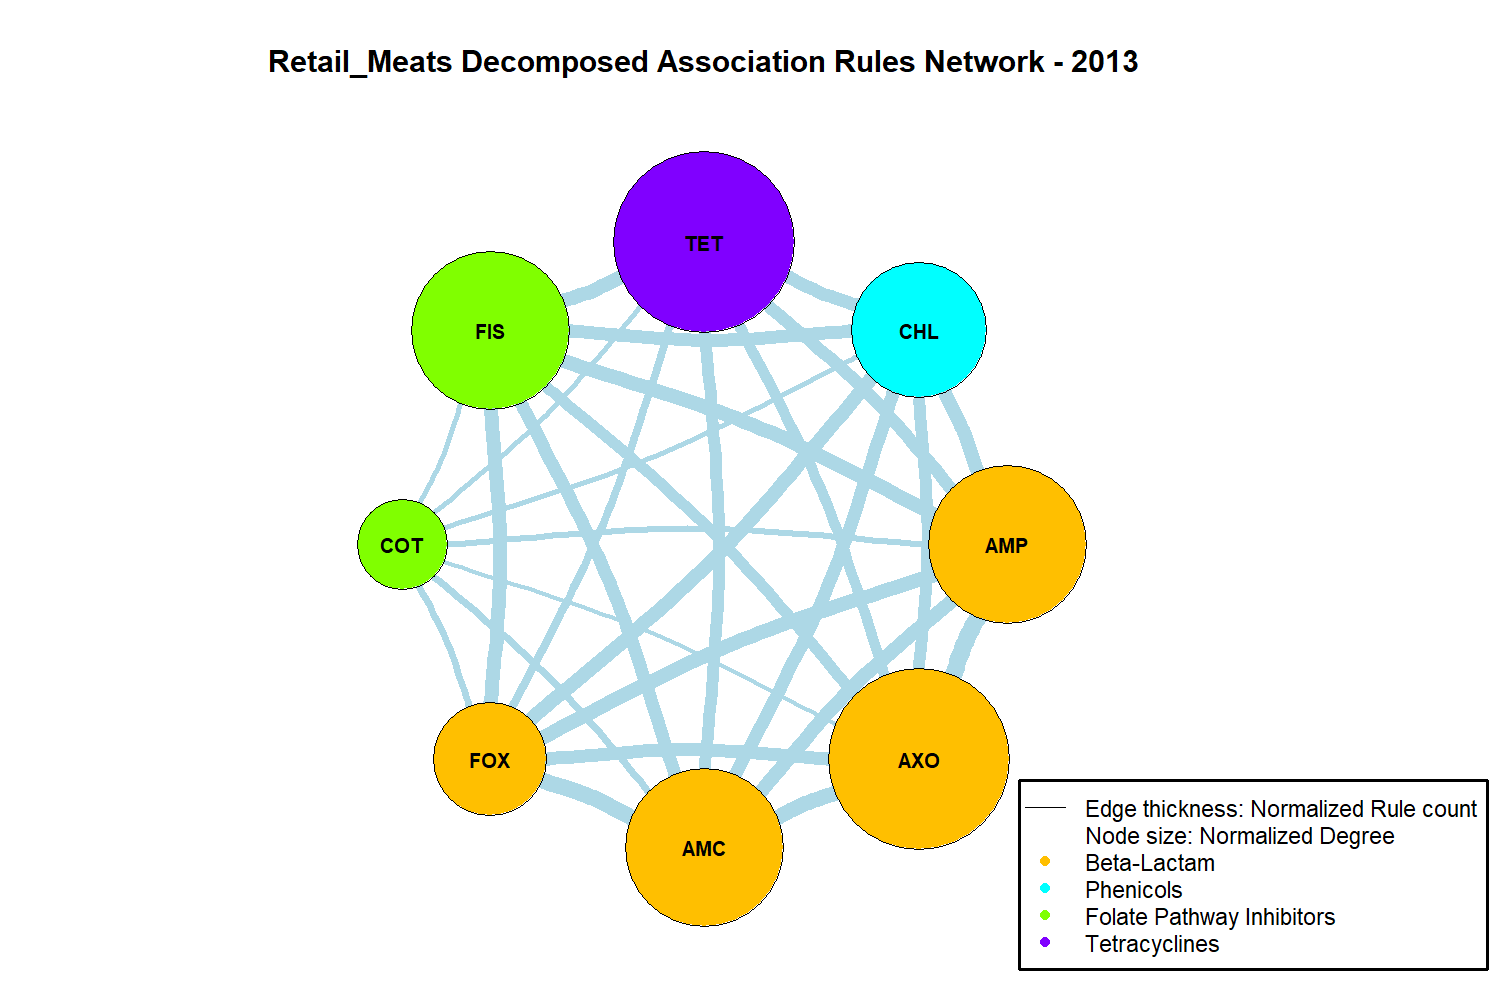 Retail_Meats Decomposed Association Rules Network - 2013
TET
FIS
CHL
COT
AMP
FOX
AXO
AMC
Edge thickness: Normalized Rule count
Node size: Normalized Degree
Beta-Lactam
Phenicols
Folate Pathway Inhibitors
Tetracyclines